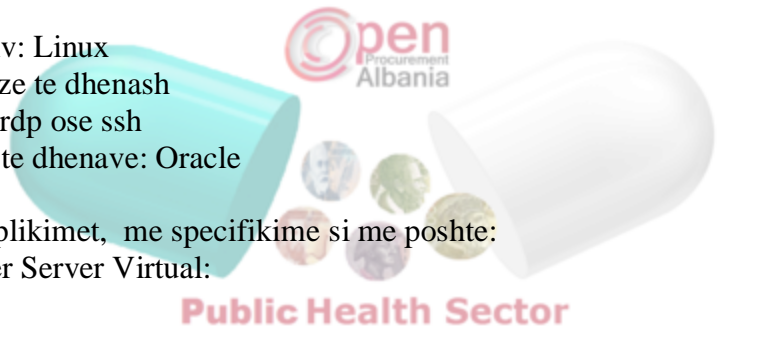 v: Linux
ze te dhenash
rdp ose ssh
te dhenave: Oracle
plikimet, me specifikime si me poshte:
er Server Virtual:
Open
Procurement
Albania
Public Health Sector